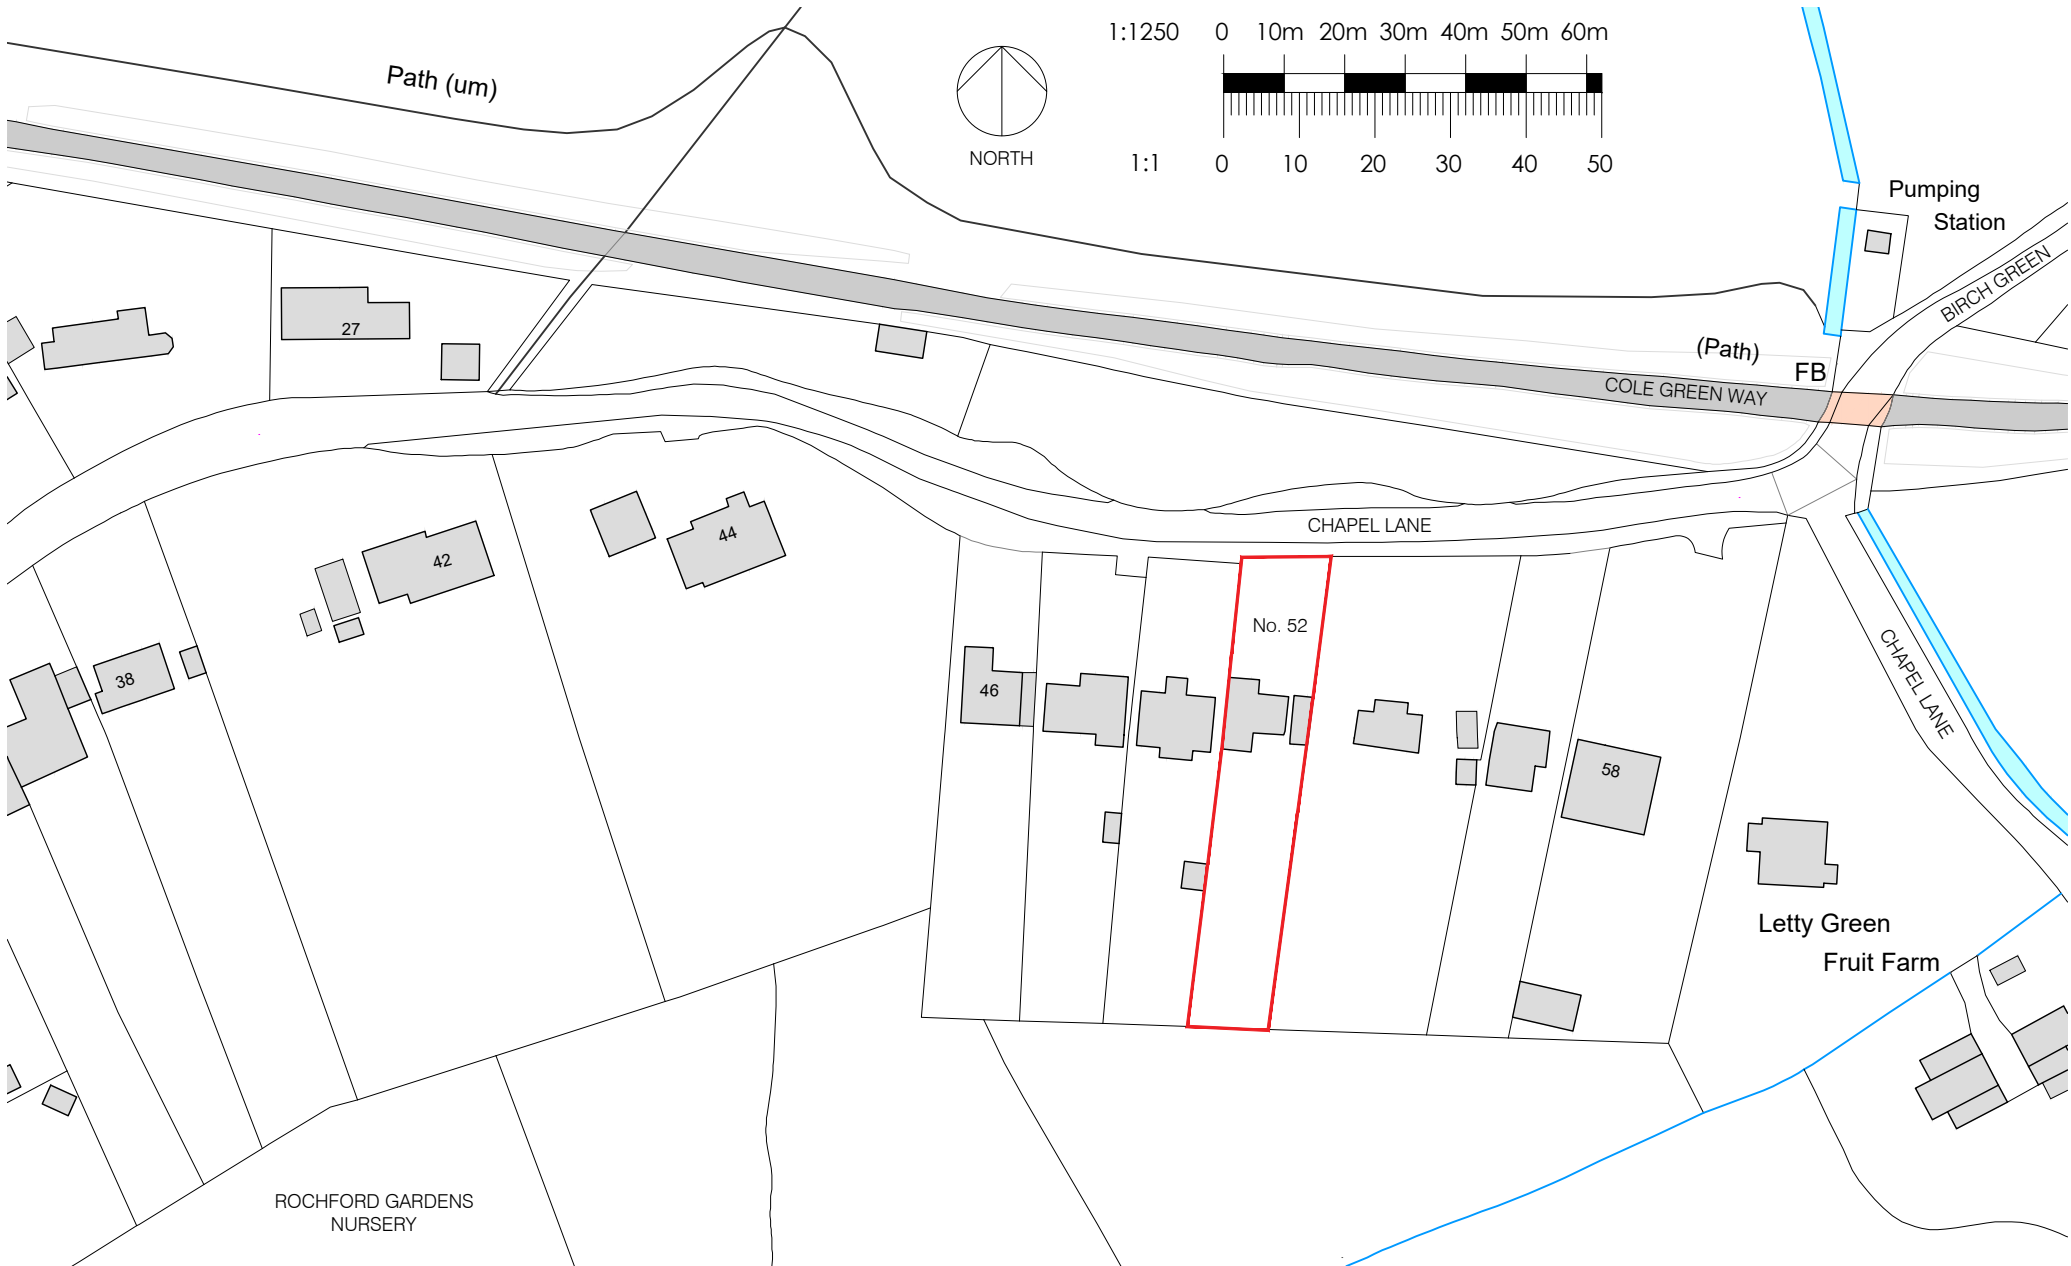 1:1250 0 10m 20m 30m 40m 50m 60m
Path (um)
NORTH
1:1 0 10 20 30 40 50
Pumping
Station
BIRCH GREEN
27
(Path)
FB
COLE GREEN WAY
CHAPEL LANE
44
42
No. 52
CHAPEL LANE
38
46
58
Letty Green
Fruit Farm
ROCHFORD GARDENS
NURSERY